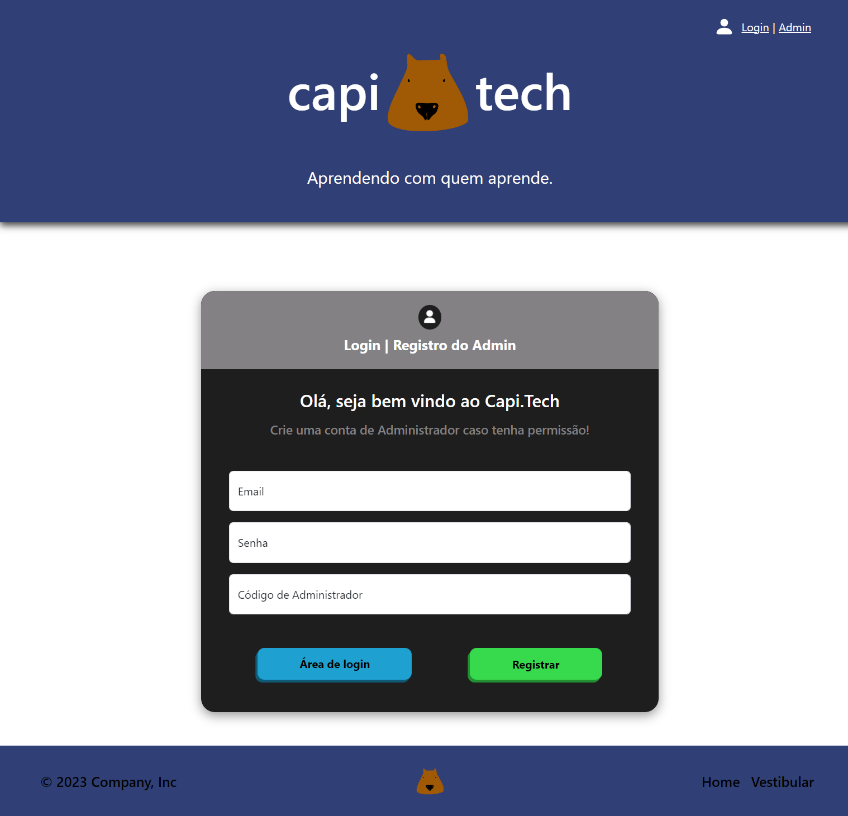 Login | Admin
capi tech
Aprendendo com quem aprende.
Login | Registro do Admin
Olá, seja bem vindo ao Capi.Tech
Crie uma conta de Administrador caso tenha permissão!
Email
Senha
Código de Administrador
Área de login Registrar
© 2023 Company, Inc Home Vestibular